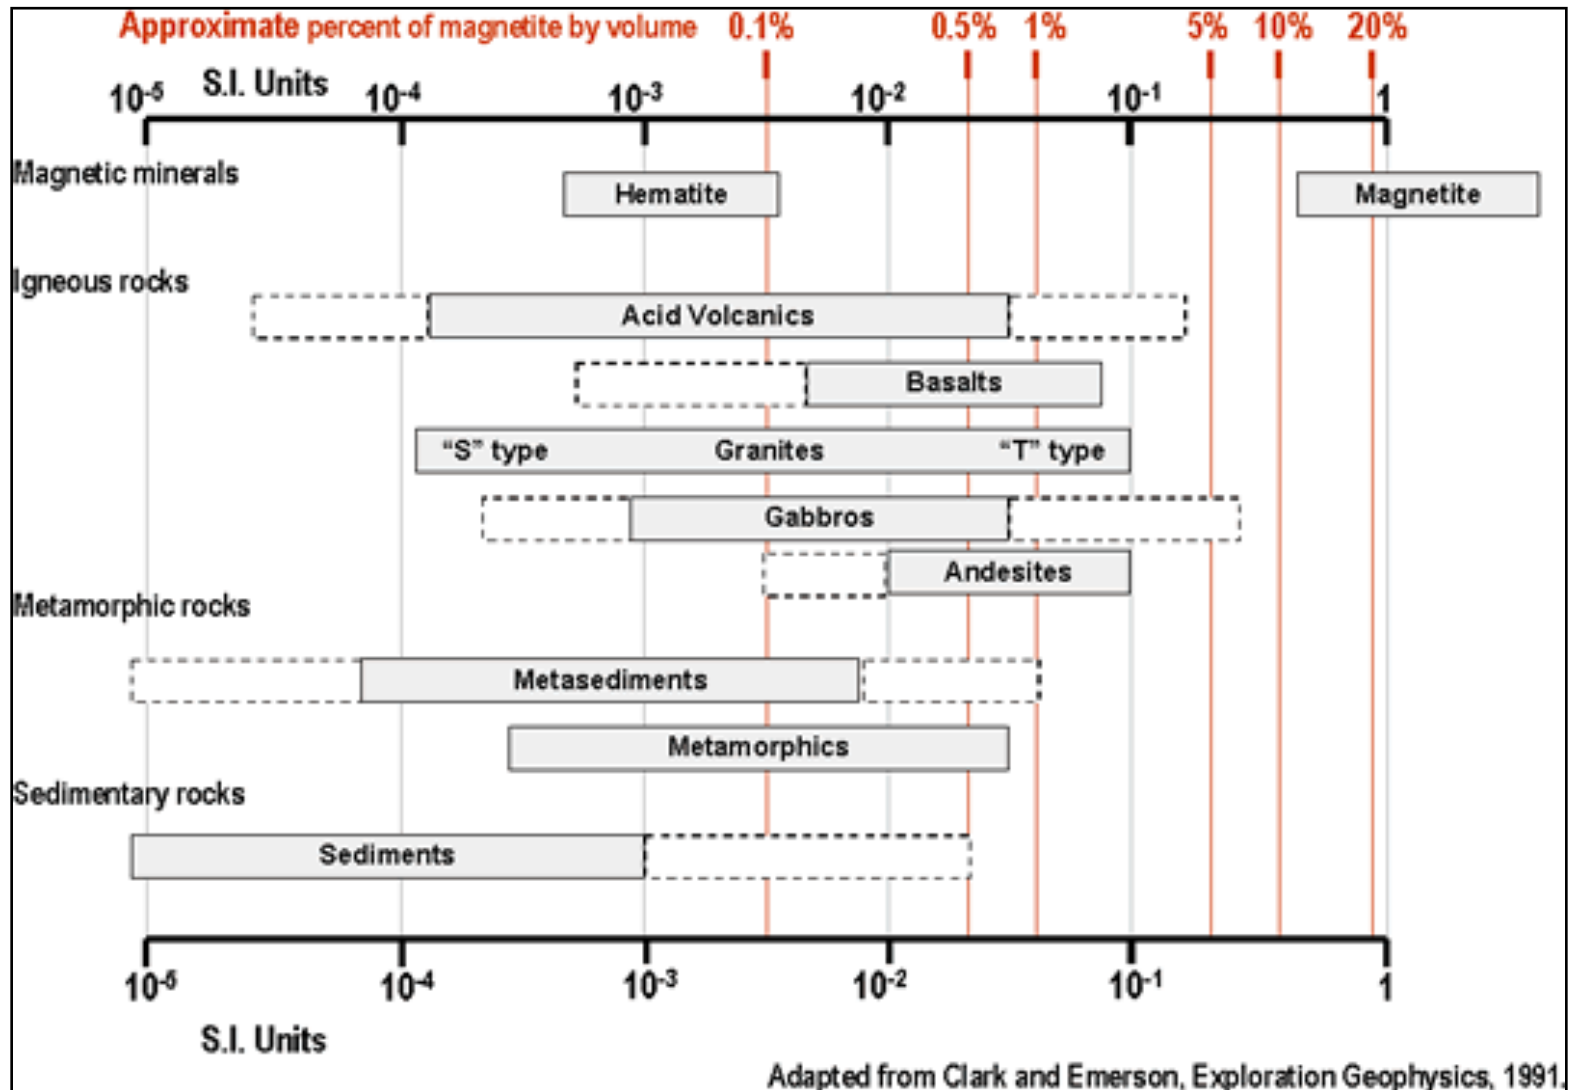 Approximate percent of magnetite by volume 0.1% 0.5% 1% 5% 10% 20%
10-5 S.I. Units 10-4 10-3 10-2 10-1 1
Magnetic minerals
Hematite Magnetite
Igneous rocks
Acid Volcanics
Basalts
“S” type Granites “T” type
Gabbros
Andesites
Metamorphic rocks
Metasediments
Metamorphics
Sedimentary rocks
Sediments
10-5 10-4 10-3 10-2 10-1 1
S.I. Units
Adapted from Clark and Emerson, Exploration Geophysics, 1991.